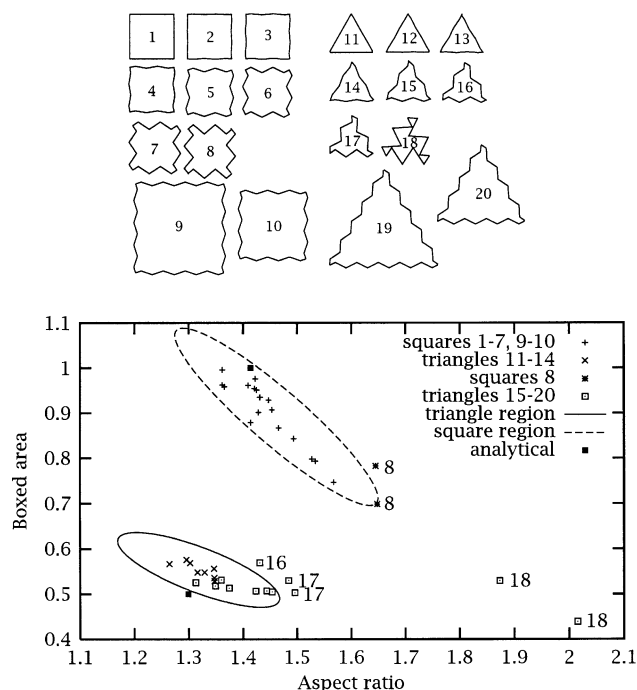 1 2 3 11 12 13
4 5 6 14 15 16
7 8 17 18
9 10 19 20
1.1
1
0.9
0.8
0.7
0.6
0.5
0.4
Boxed area
squares 1-7, 9-10
triangles 11-14
squares 8
triangles 15-20
triangle region
square region
analytical
8
8
16
17
17
18
18
1.1 1.2 1.3 1.4 1.5 1.6 1.7 1.8 1.9 2 2.1
Aspect ratio